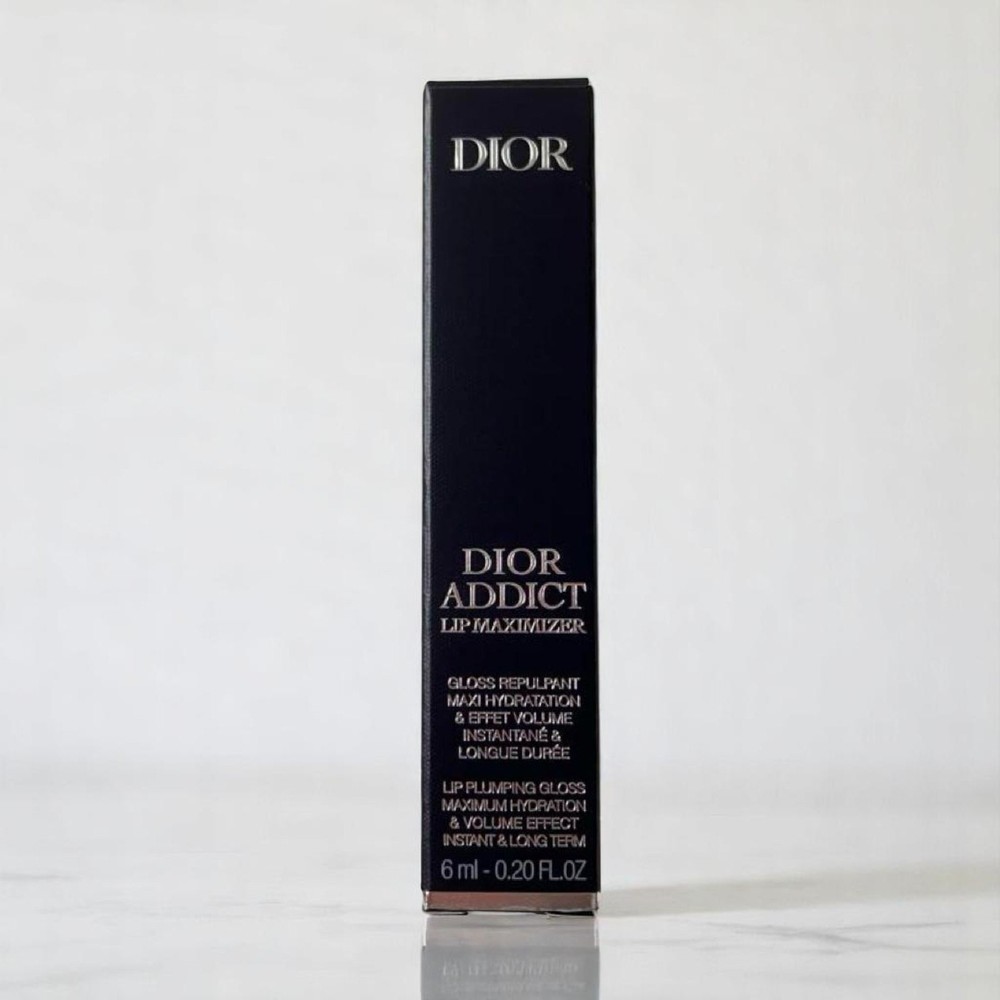 DIOR
DIOR
ADDICT
LIP MAXIMIZER
GLOSS REPULPANT
MAXI HYDRATATION
& EFFET VOLUME
INSTANTANÉ &
LONGUE DURÉE
LIP PLUMPING GLOSS
MAXIMUM HYDRATION
& VOLUME EFFECT
INSTANT & LONG TERM
6 ml - 0.20 FL.OZ